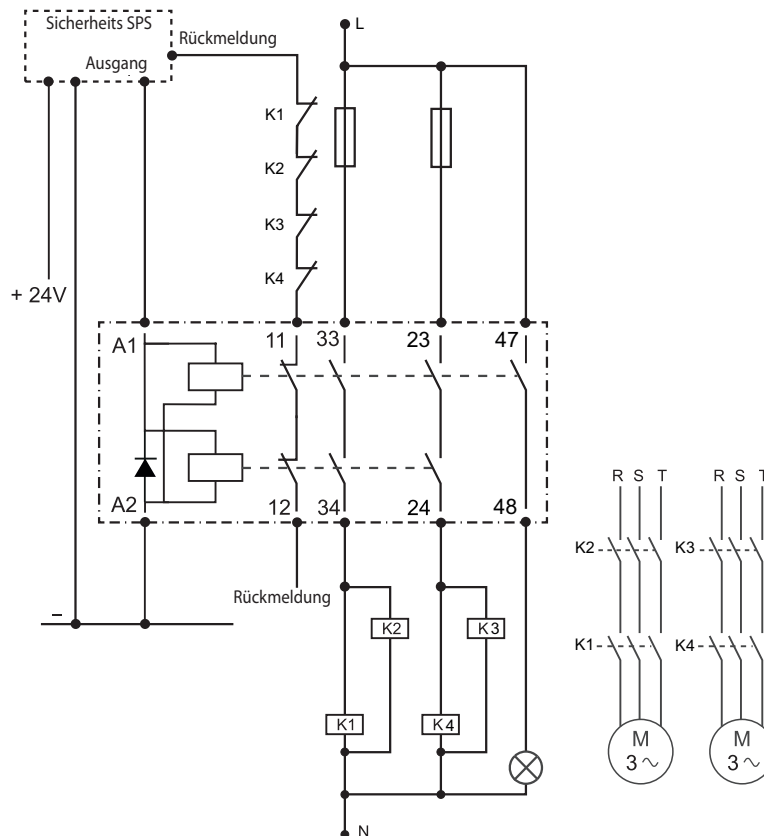 Sicherheits SPS
Rückmeldung
Ausgang
L
K1
K2
K3
K4
+ 24V
A1
11
33
23
47
A2
12
34
24
48
Rückmeldung
–
K2
K3
K1
K4
N
R S T
R S T
K2
K3
K1
K4
M
3 ~
M
3 ~